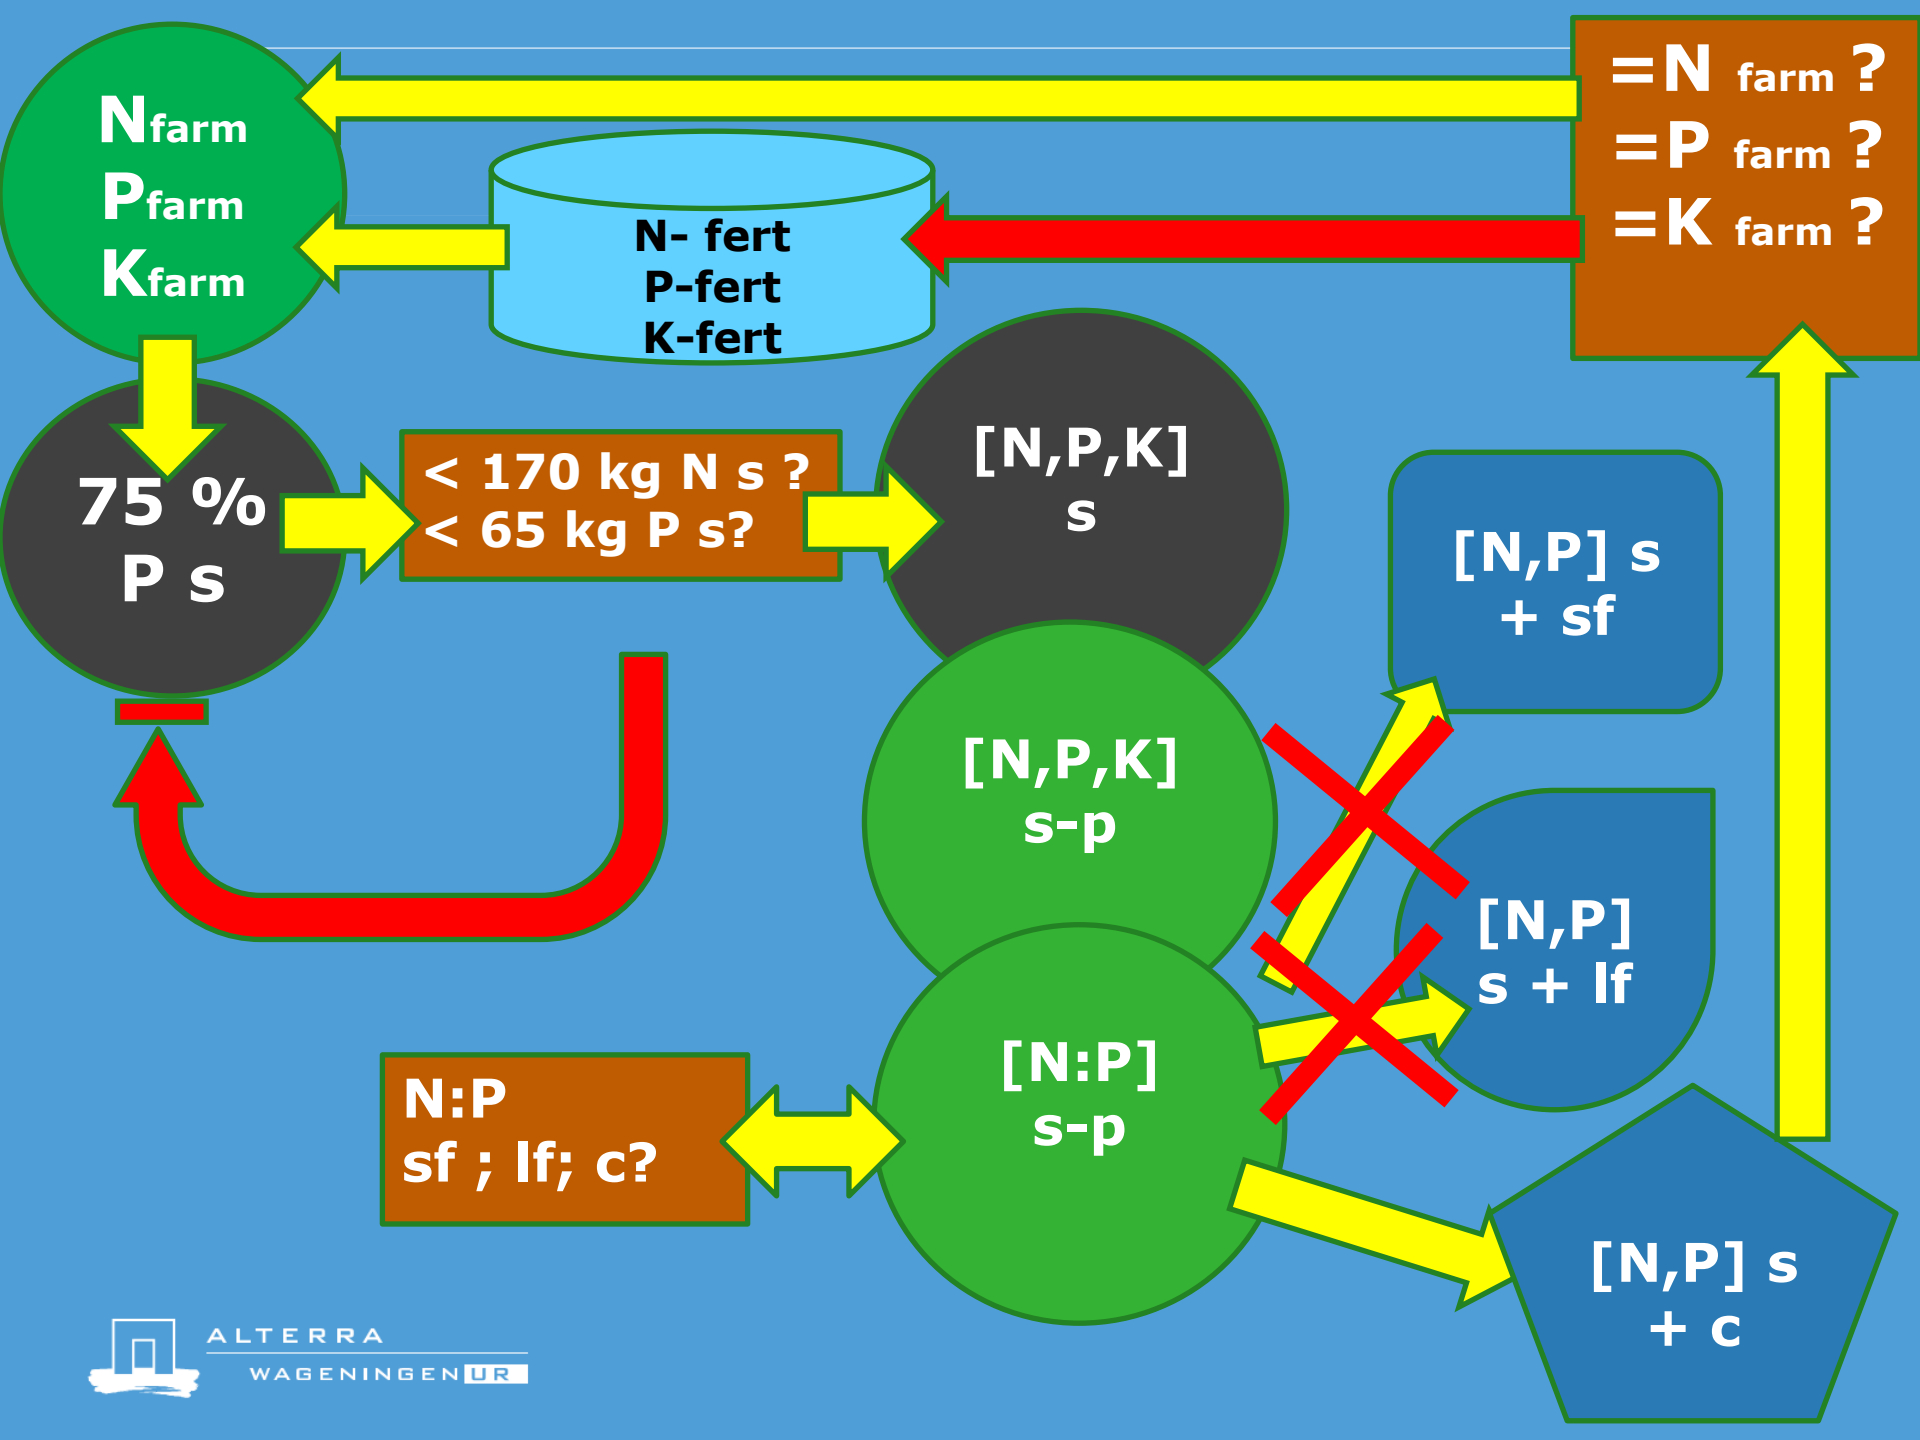 Nfarm
Pfarm
Kfarm
N- fert
P-fert
K-fert
=N farm ?
=P farm ?
=K farm ?
75 %
P s
< 170 kg N s ?
< 65 kg P s?
[N,P,K]
s
[N,P] s
+ sf
[N,P,K]
s-p
[N,P]
s + lf
N:P
sf ; lf; c?
[N:P]
s-p
[N,P] s
+ c
ALTERRA
WAGENINGEN UR